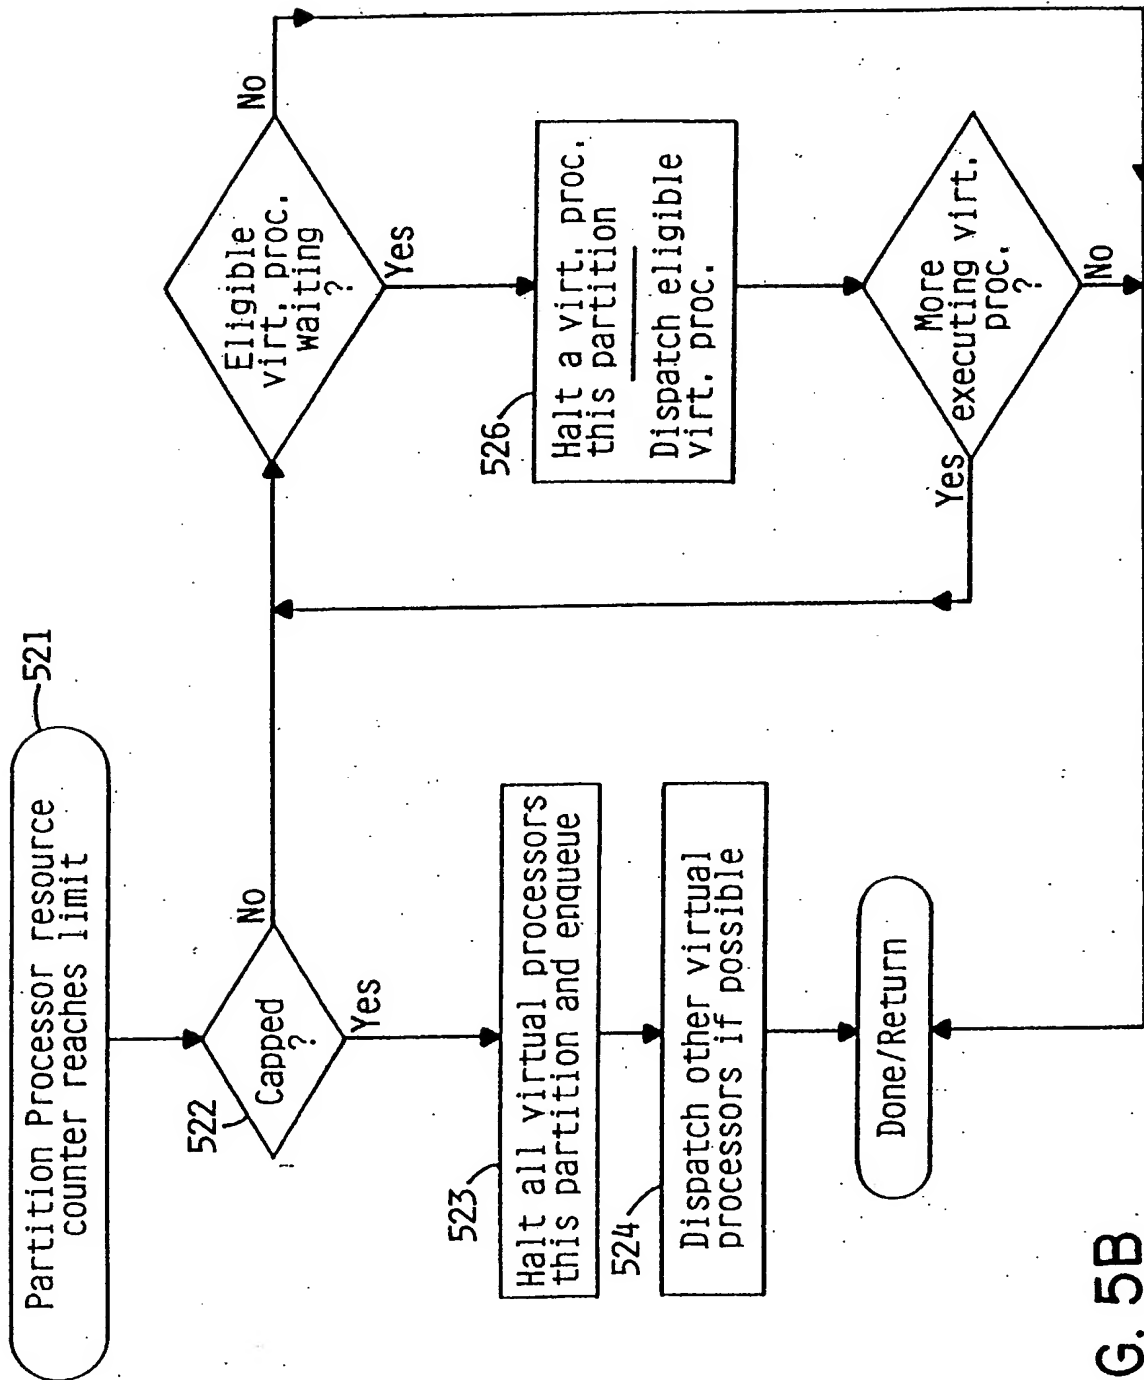 521
Partition Processor resource
counter reaches limit
522
Capped
?
No
Yes
523
Halt all virtual processors
this partition and enqueue
524
Dispatch other virtual
processors if possible
Done/Return
Eligible
virt. proc.
waiting
?
No
Yes
526
Halt a virt. proc.
this partition
Dispatch eligible
virt. proc.
More
executing virt.
proc.
?
Yes
No
G. 5B